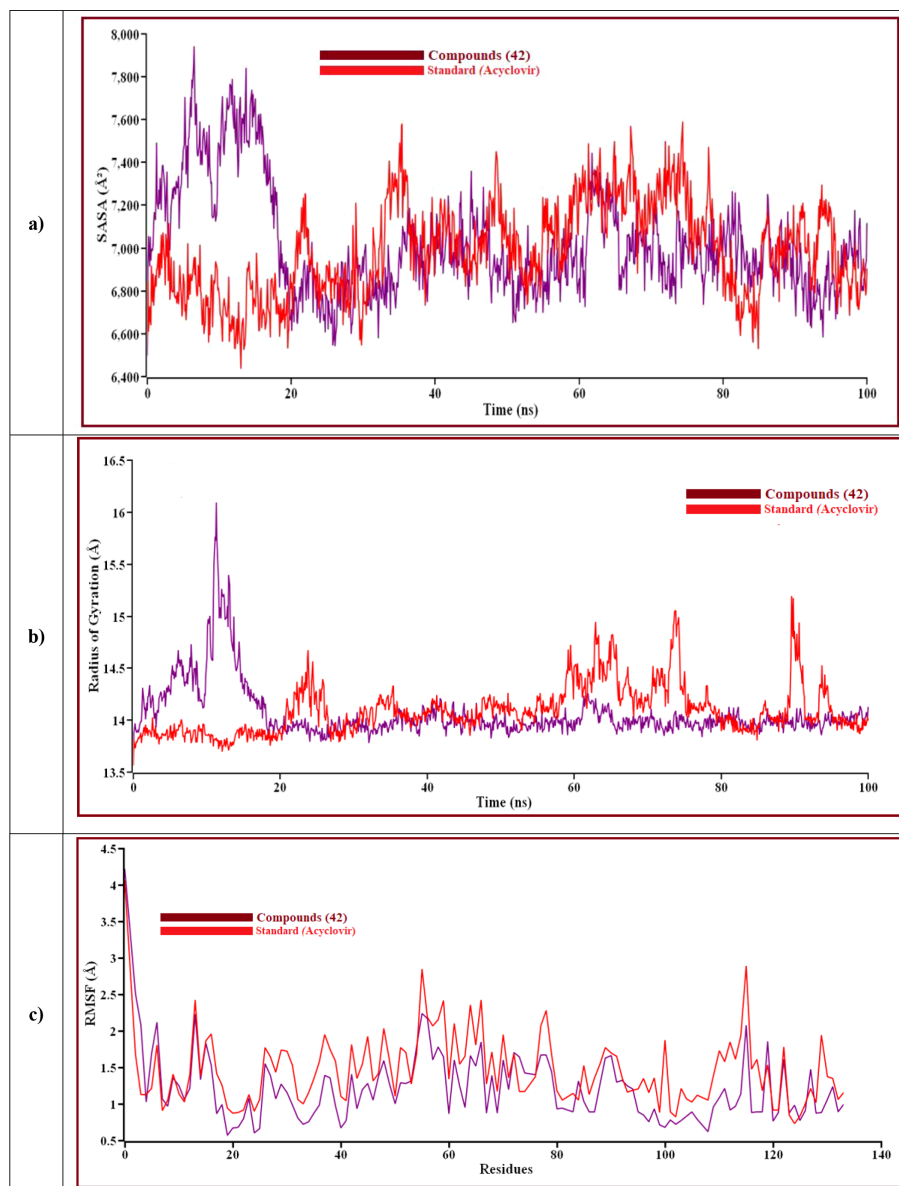 a)
8,000
7,800
7,600
7,400
7,200
7,000
6,800
6,600
6,400
SASA (Å²)
Compounds (42)
Standard (Acyclovir)
0 20 40 60 80 100
Time (ns)
b)
16.5
16
15.5
15
14.5
14
13.5
Radius of Gyration (Å)
Compounds (42)
Standard (Acyclovir)
0 20 40 60 80 100
Time (ns)
c)
4.5
4
3.5
3
2.5
2
1.5
1
0.5
RMSF (Å)
Compounds (42)
Standard (Acyclovir)
0 20 40 60 80 100 120 140
Residues